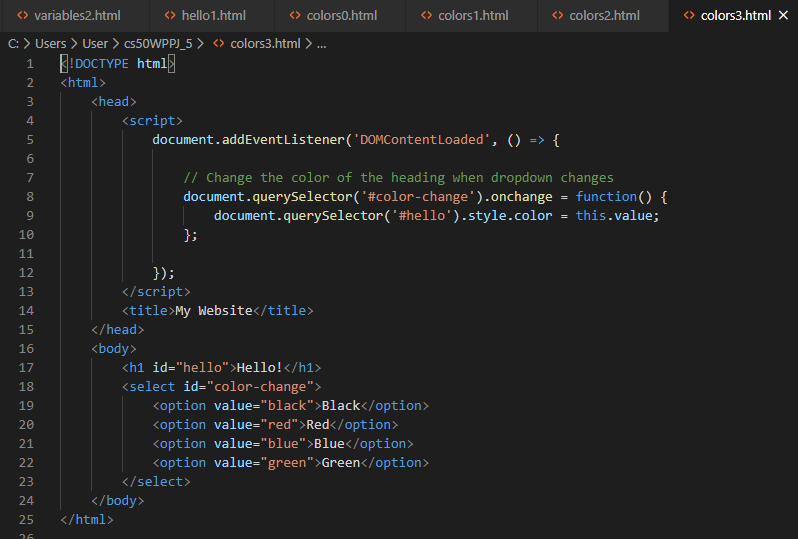 variables2.html hello1.html colors0.html colors1.html colors2.html colors3.html
C: > Users > User > cs50WPPJ_5 > colors3.html > ...
1 <!DOCTYPE html>
2 <html>
3 <head>
4 <script>
5 document.addEventListener('DOMContentLoaded', () => {
6
7 // Change the color of the heading when dropdown changes
8 document.querySelector('#color-change').onchange = function() {
9 document.querySelector('#hello').style.color = this.value;
10 };
11
12 });
13 </script>
14 <title>My Website</title>
15 </head>
16 <body>
17 <h1 id="hello">Hello!</h1>
18 <select id="color-change">
19 <option value="black">Black</option>
20 <option value="red">Red</option>
21 <option value="blue">Blue</option>
22 <option value="green">Green</option>
23 </select>
24 </body>
25 </html>
26